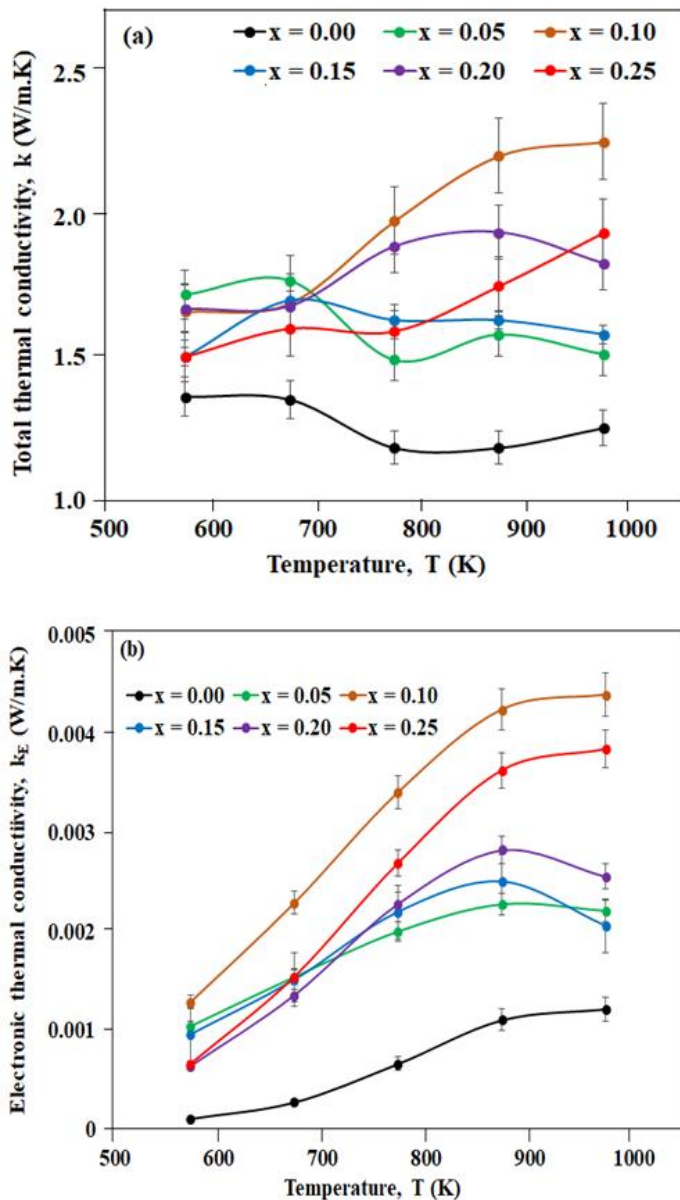 (a)
x = 0.00 x = 0.05 x = 0.10
x = 0.15 x = 0.20 x = 0.25
Total thermal conductivity, k (W/m.K)
2.5
2.0
1.5
1.0
500 600 700 800 900 1000
Temperature, T (K)
(b)
x = 0.00 x = 0.05 x = 0.10
x = 0.15 x = 0.20 x = 0.25
Electronic thermal conductiivity, kE (W/m.K)
0.005
0.004
0.003
0.002
0.001
0
500 600 700 800 900 1000
Temperature, T (K)